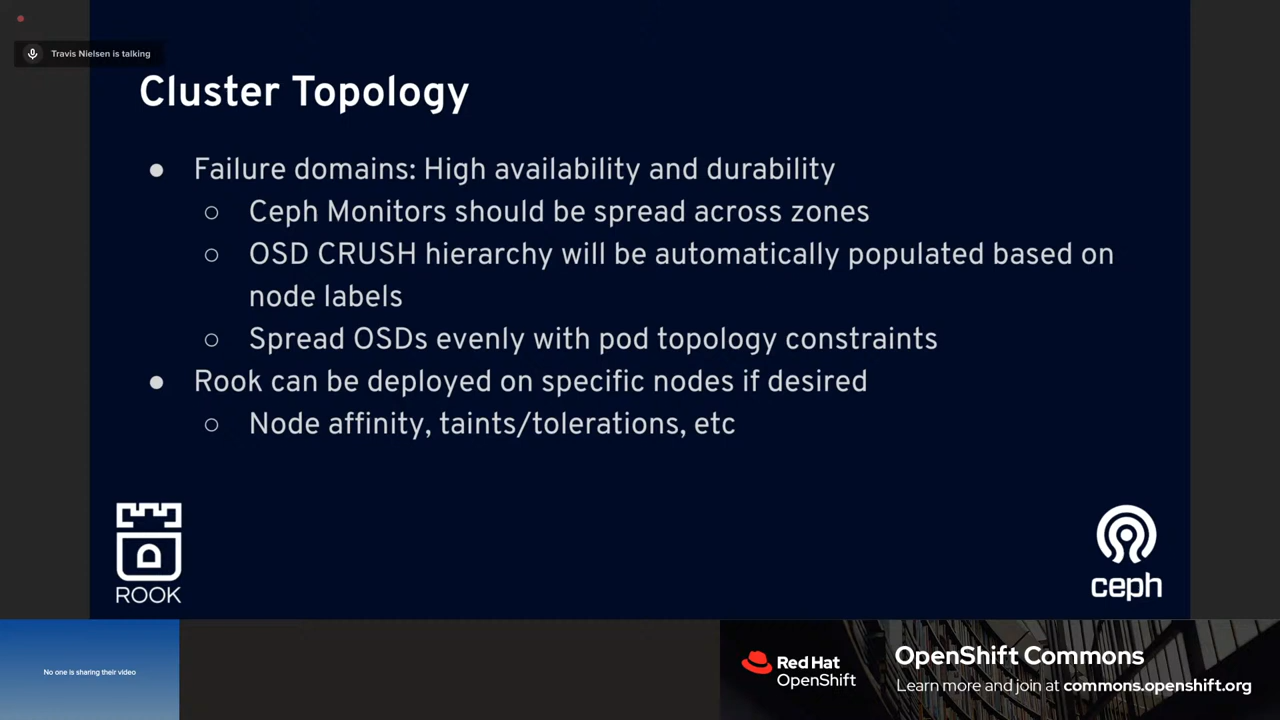 Travis Nielsen is talking
Cluster Topology
● Failure domains: High availability and durability
○ Ceph Monitors should be spread across zones
○ OSD CRUSH hierarchy will be automatically populated based on
node labels
○ Spread OSDs evenly with pod topology constraints
● Rook can be deployed on specific nodes if desired
○ Node affinity, taints/tolerations, etc
ROOK
ceph
No one is sharing their video
Red Hat
OpenShift
OpenShift Commons
Learn more and join at commons.openshift.org